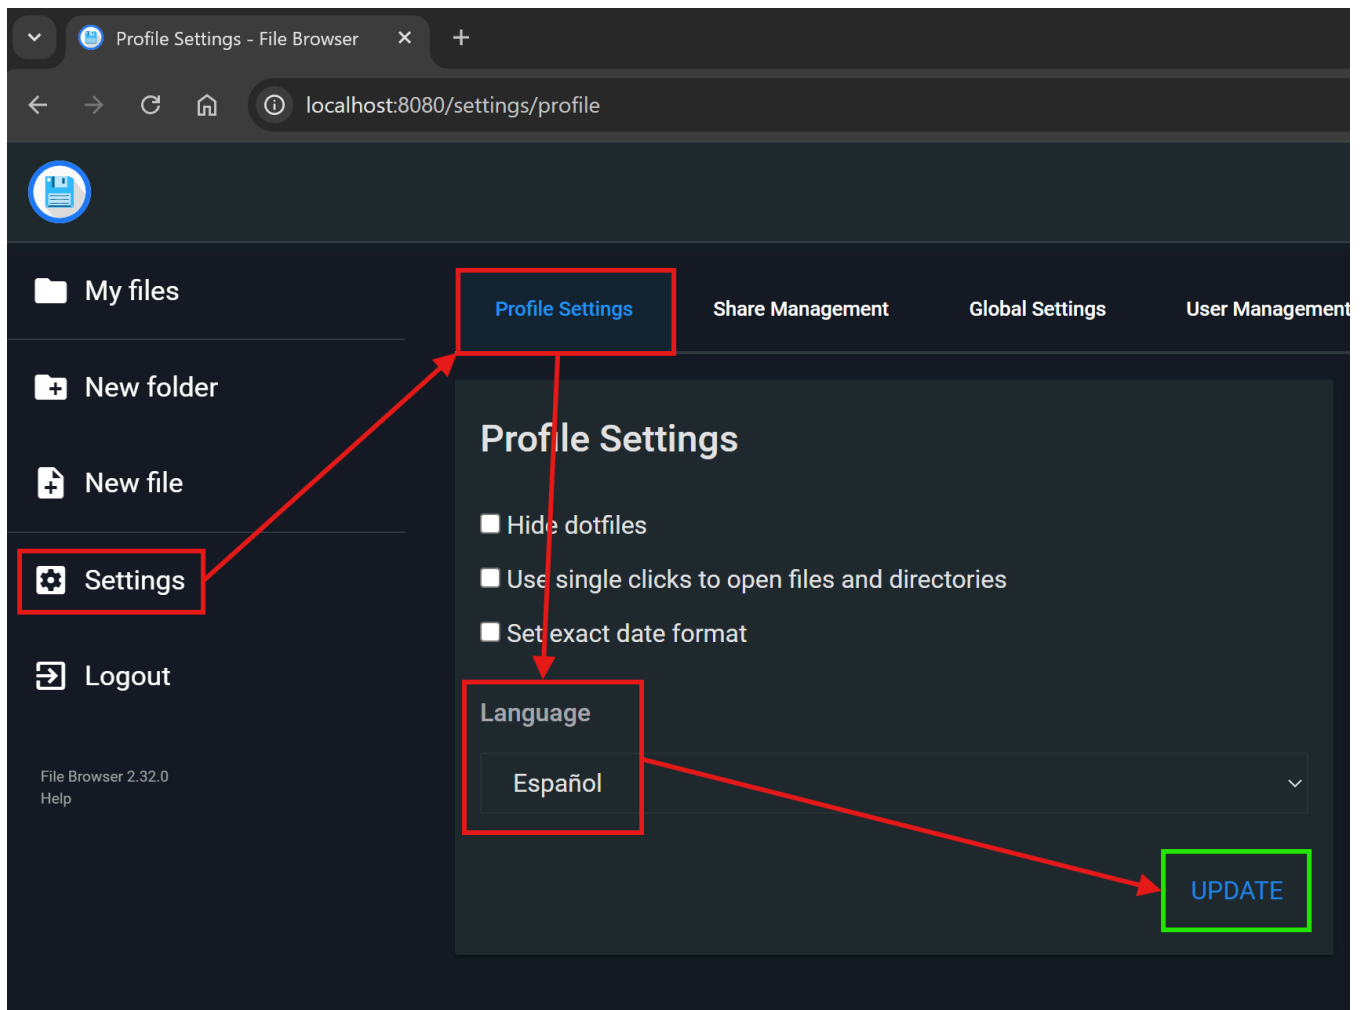 Profile Settings - File Browser
localhost:8080/settings/profile
My files
New folder
New file
Settings
Logout
File Browser 2.32.0
Help
Profile Settings
Share Management
Global Settings
User Management
Profile Settings
Hide dotfiles
Use single clicks to open files and directories
Set exact date format
Language
Español
UPDATE